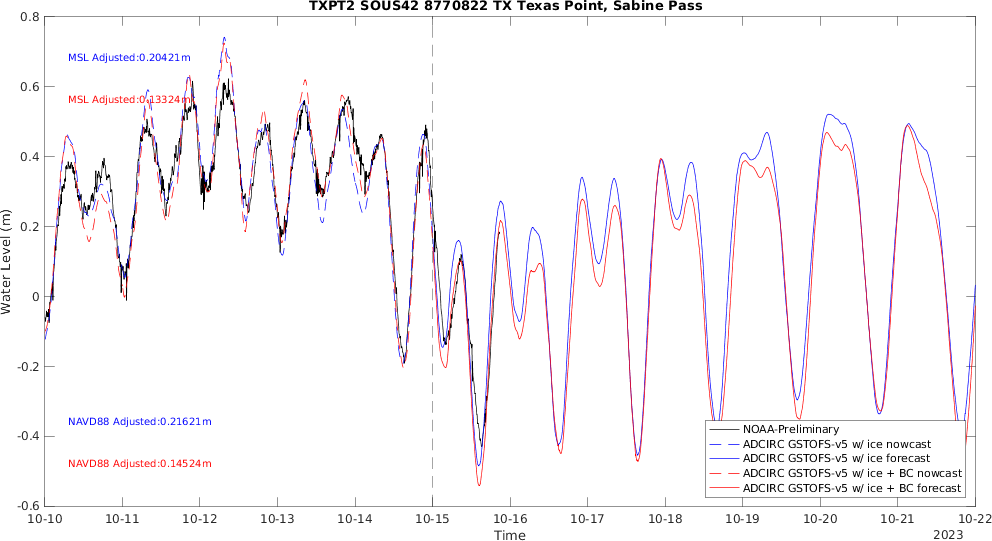 TXPT2 SOUS42 8770822 TX Texas Point, Sabine Pass
0.8
0.6
0.4
0.2
0
-0.2
-0.4
-0.6
Water Level (m)
MSL Adjusted:0.20421m
MSL Adjusted:0.13324m
NAVD88 Adjusted:0.21621m
NAVD88 Adjusted:0.14524m
NOAA-Preliminary
ADCIRC GSTOFS-v5 w/ ice nowcast
ADCIRC GSTOFS-v5 w/ ice forecast
ADCIRC GSTOFS-v5 w/ ice + BC nowcast
ADCIRC GSTOFS-v5 w/ ice + BC forecast
10-10 10-11 10-12 10-13 10-14 10-15 10-16 10-17 10-18 10-19 10-20 10-21 10-22
Time
2023